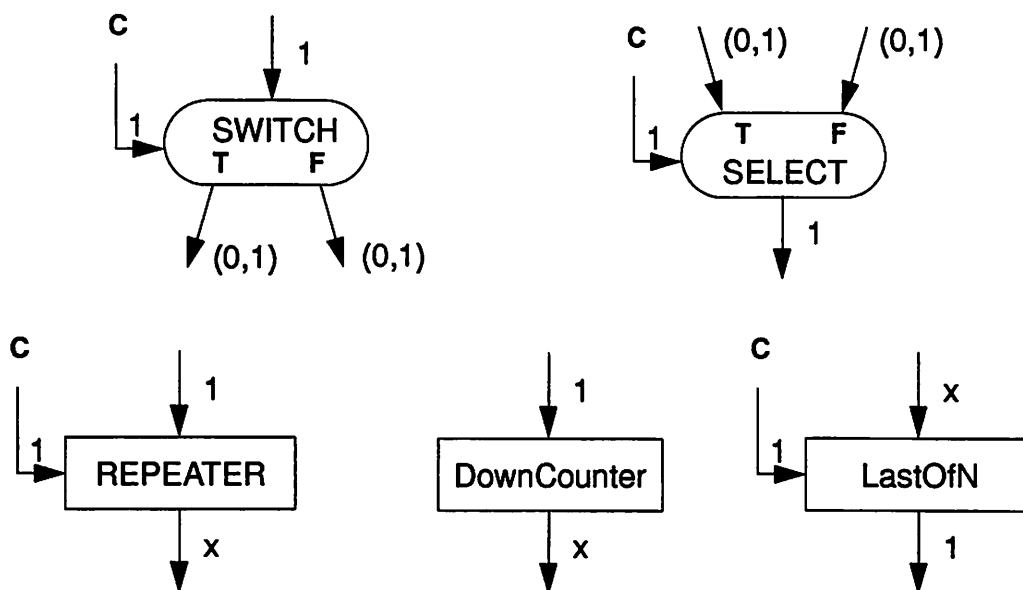 C
1
1
SWITCH
T F
(0,1) (0,1)
C
(0,1) (0,1)
1
T F
SELECT
1
C
1
1
REPEATER
x
1
DownCounter
x
C
x
1
LastOfN
1